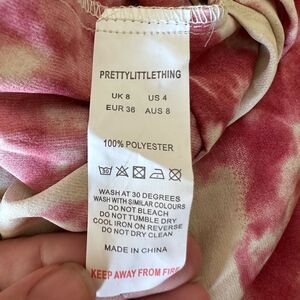 PRETTYLITTLETHING
UK 8 US 4
EUR 36 AUS 8
100% POLYESTER
WASH AT 30 DEGREES
WASH WITH SIMILAR COLOURS
DO NOT BLEACH
DO NOT TUMBLE DRY
COOL IRON ON REVERSE
DO NOT DRY CLEAN
MADE IN CHINA
KEEP AWAY FROM FIRE